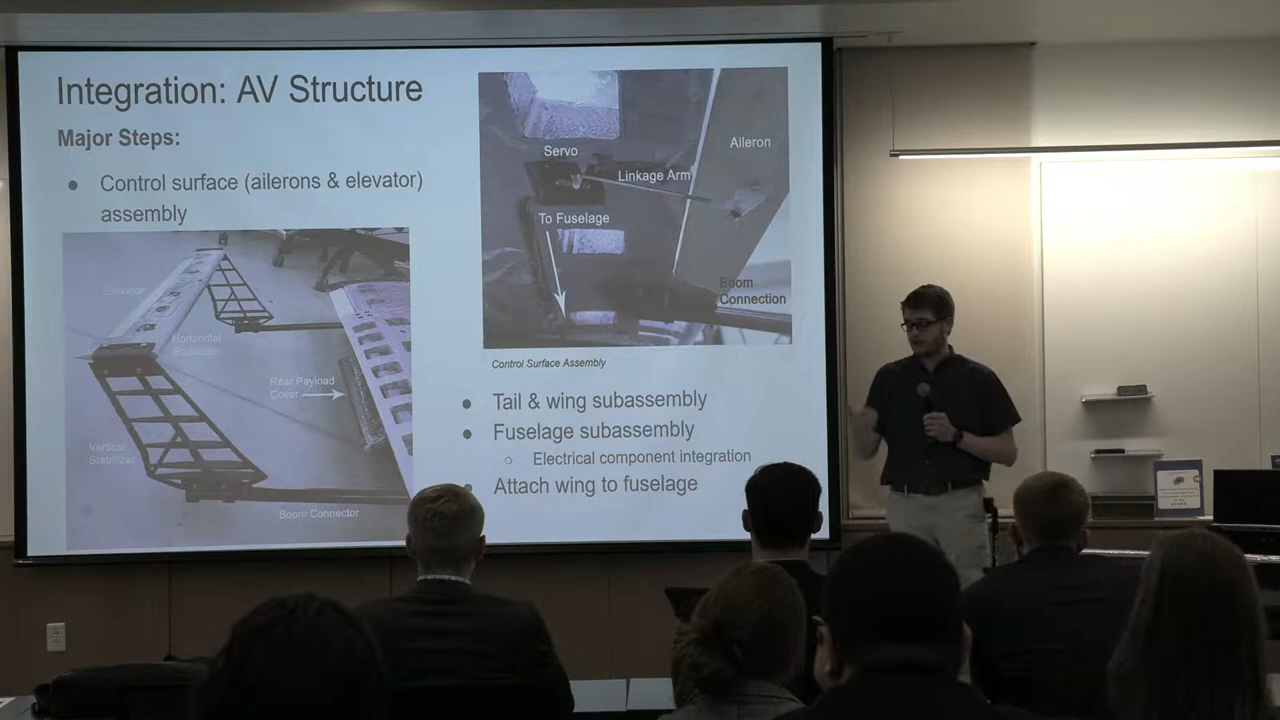 Integration: AV Structure
Major Steps:
● Control surface (ailerons & elevator)
assembly
Elevator
Horizontal
Stabilizer
Rear Payload
Cover
Vertical
Stabilizer
Boom Connector
Servo
Aileron
Linkage Arm
To Fuselage
Boom
Connection
Control Surface Assembly
● Tail & wing subassembly
● Fuselage subassembly
○ Electrical component integration
● Attach wing to fuselage